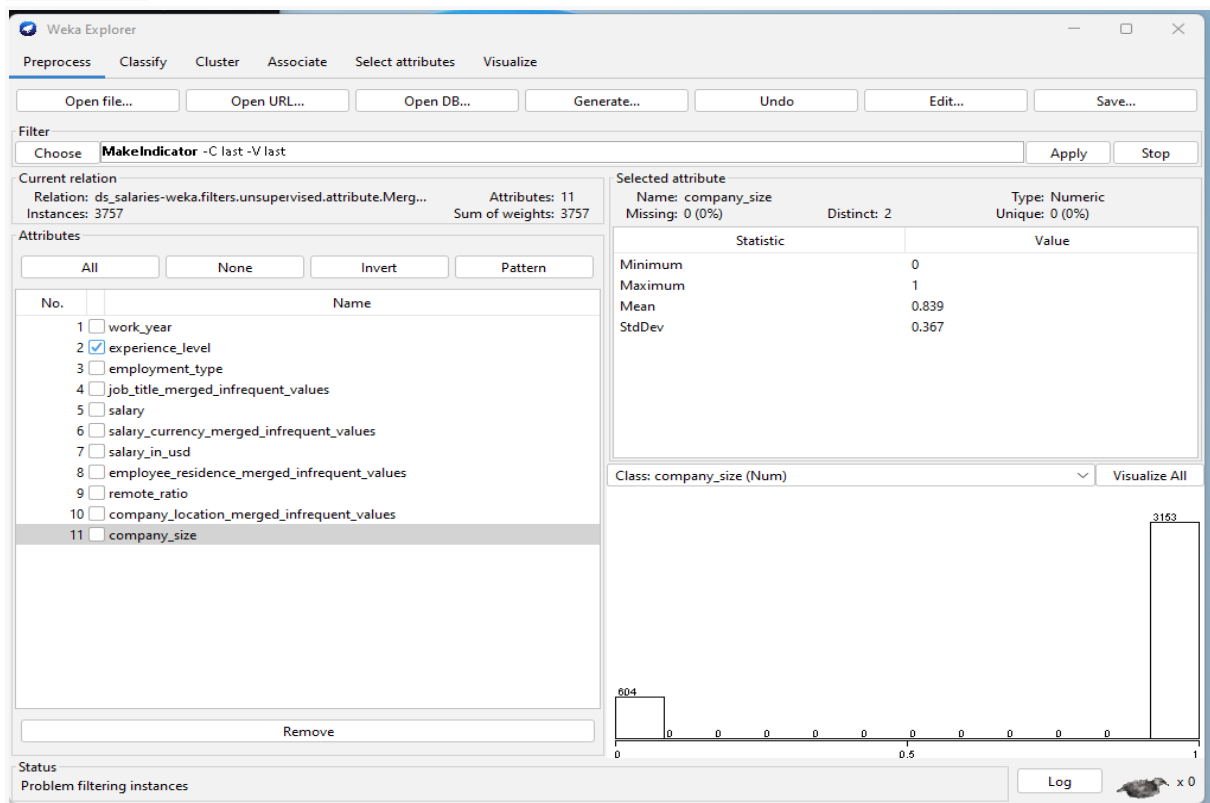 Weka Explorer
Preprocess Classify Cluster Associate Select attributes Visualize
Open file... Open URL... Open DB... Generate... Undo Edit... Save...
Filter
Choose MakeIndicator -C last -V last Apply Stop
Current relation
Relation: ds_salaries-weka.filters.unsupervised.attribute.Merg... Attributes: 11
Instances: 3757 Sum of weights: 3757
Attributes
All None Invert Pattern
No. Name
1 work_year
2 experience_level
3 employment_type
4 job_title_merged_infrequent_values
5 salary
6 salary_currency_merged_infrequent_values
7 salary_in_usd
8 employee_residence_merged_infrequent_values
9 remote_ratio
10 company_location_merged_infrequent_values
11 company_size
Remove
Selected attribute
Name: company_size Type: Numeric
Missing: 0 (0%) Distinct: 2 Unique: 0 (0%)
Statistic Value
Minimum 0
Maximum 1
Mean 0.839
StdDev 0.367
Class: company_size (Num) Visualize All
3153
604
0 0 0 0 0 0 0 0 0 0
0 0.5 1
Status
Problem filtering instances Log x 0